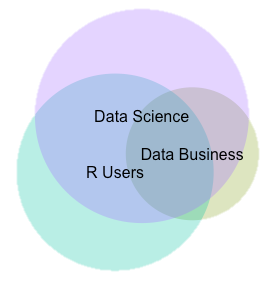 Data Science
Data Business
R Users